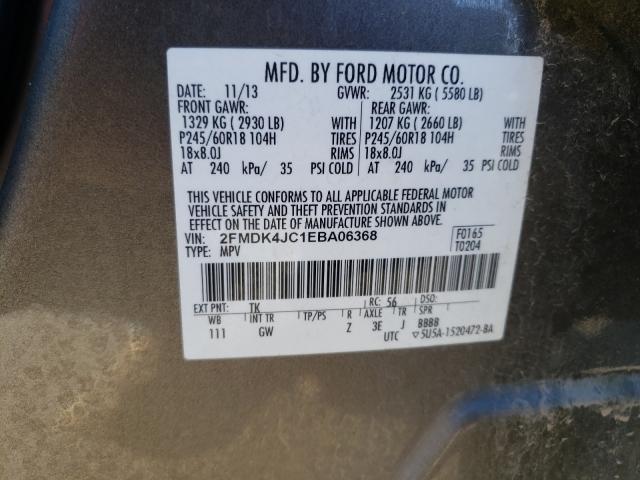 MFD. BY FORD MOTOR CO.
DATE: 11/13 GVWR: 2531 KG ( 5580 LB)
FRONT GAWR: REAR GAWR:
1329 KG ( 2930 LB) WITH 1207 KG ( 2660 LB) WITH
P245/60R18 104H TIRES P245/60R18 104H TIRES
18x8.0J RIMS 18x8.0J RIMS
AT 240 kPa/ 35 PSI COLD AT 240 kPa/ 35 PSI COLD
THIS VEHICLE CONFORMS TO ALL APPLICABLE FEDERAL MOTOR
VEHICLE SAFETY AND THEFT PREVENTION STANDARDS IN
EFFECT ON THE DATE OF MANUFACTURE SHOWN ABOVE.
VIN: 2FMDK4JC1EBA06368 F0165
TYPE: MPV T0204
EXT PNT: TK RC: 56 DSO:
WB INT TR TP/PS R AXLE TR SPR
111 GW Z 3E J BBBB
UTC ▽5U5A-1520472-BA